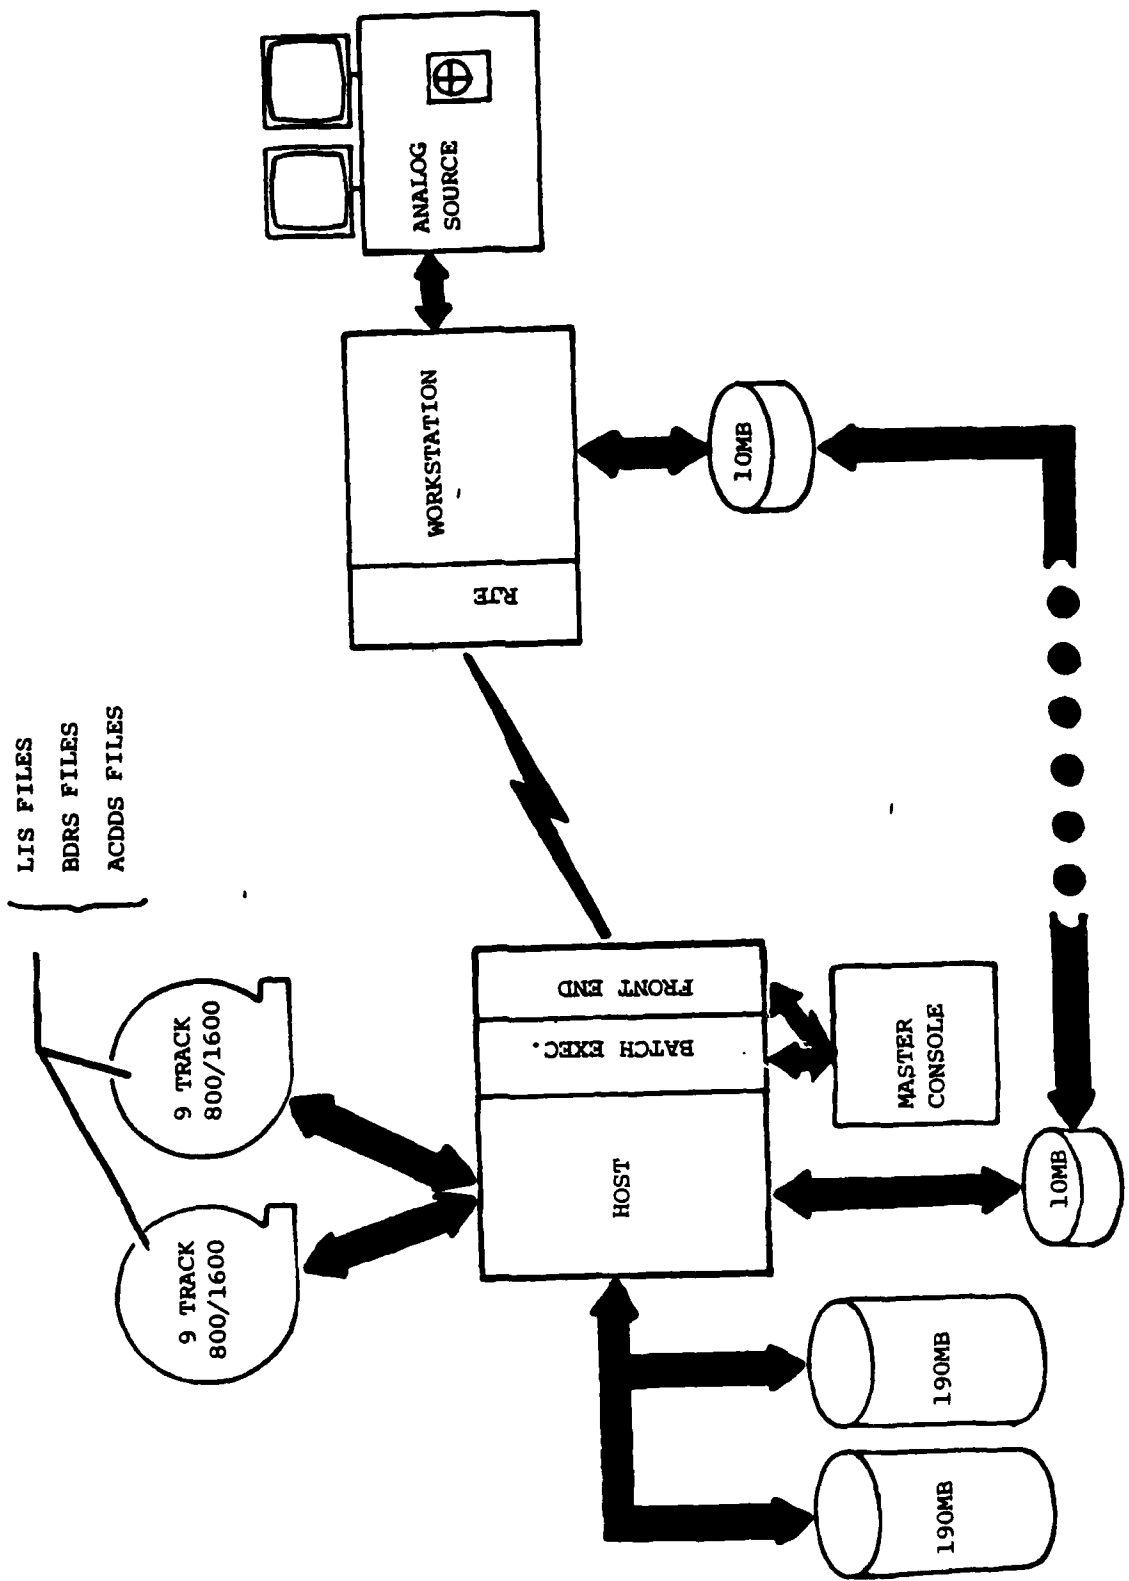 LIS FILES
BDRS FILES
ACDDS FILES
9 TRACK
800/1600
9 TRACK
800/1600
ANALOG
SOURCE
WORKSTATION
RJE
10MB
HOST
BATCH EXEC.
FRONT END
MASTER
CONSOLE
10MB
190MB
190MB